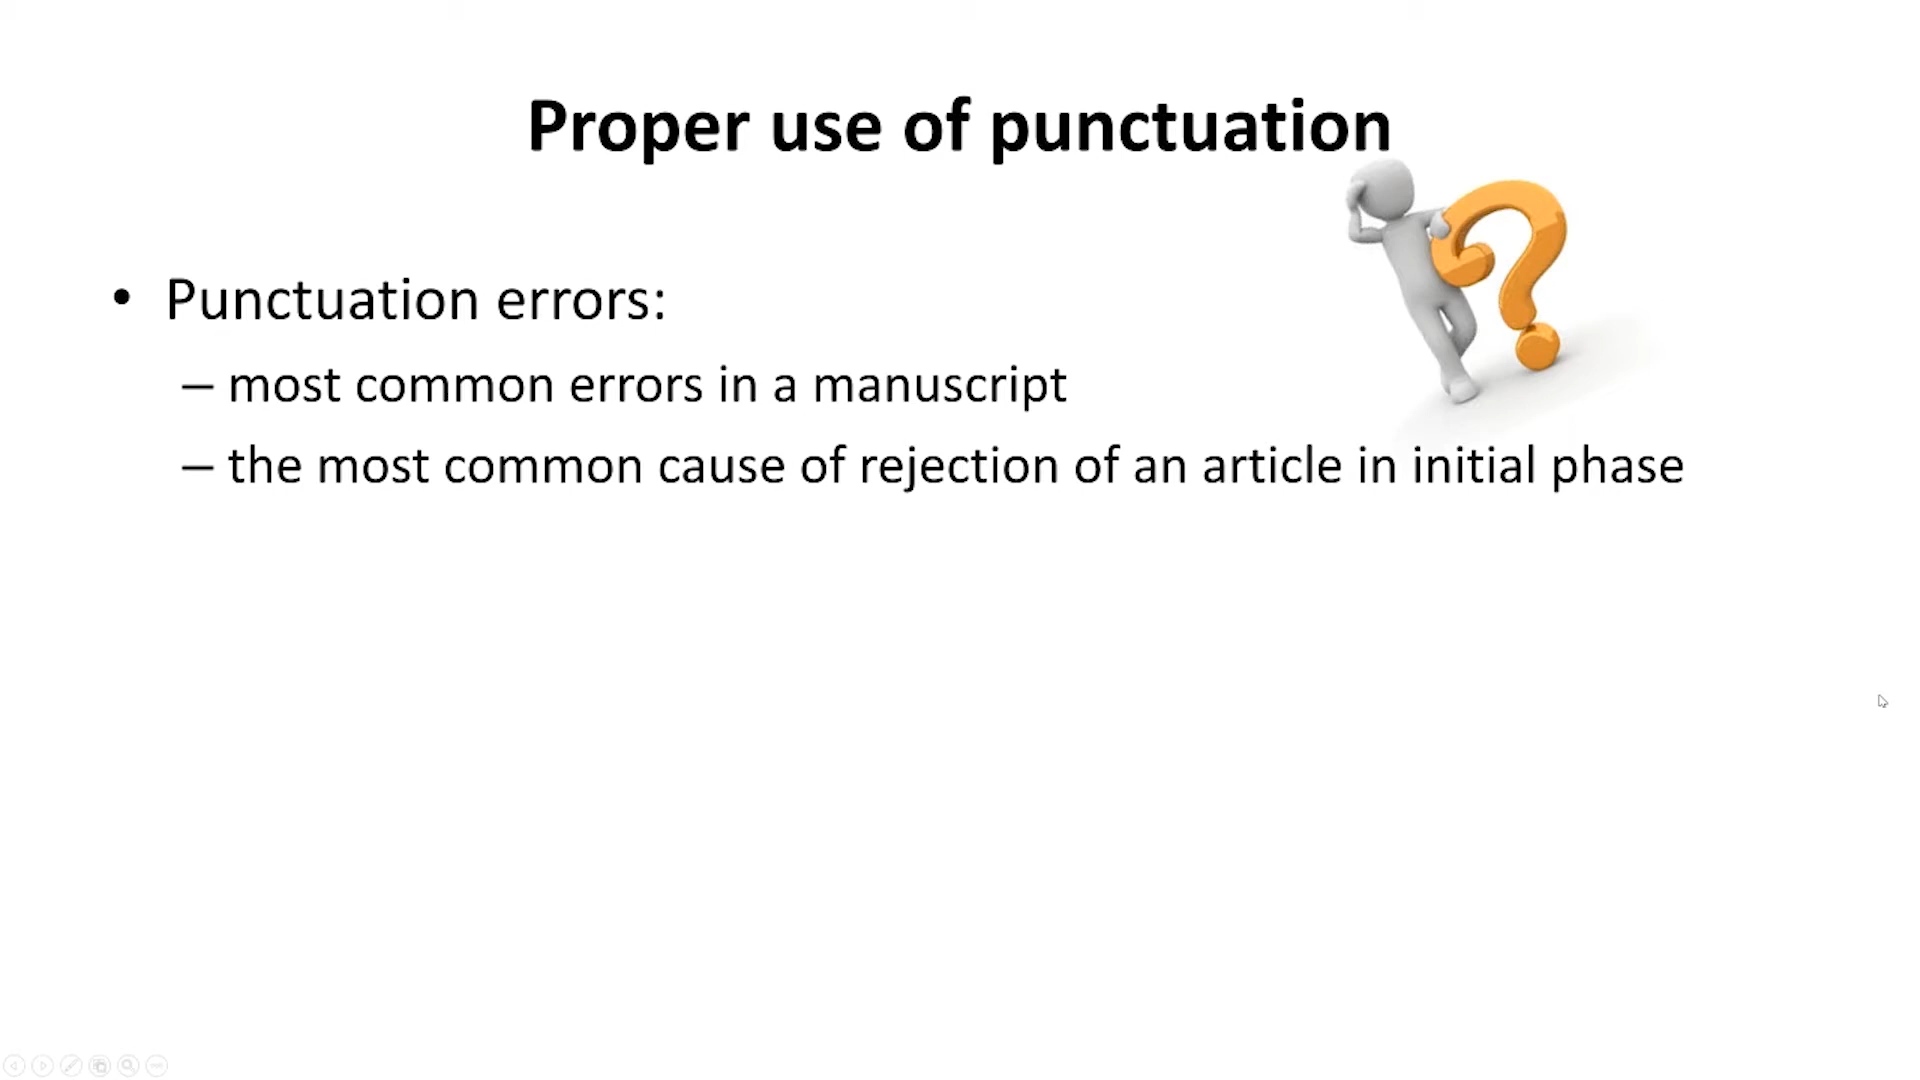 Proper use of punctuation
• Punctuation errors:
– most common errors in a manuscript
– the most common cause of rejection of an article in initial phase